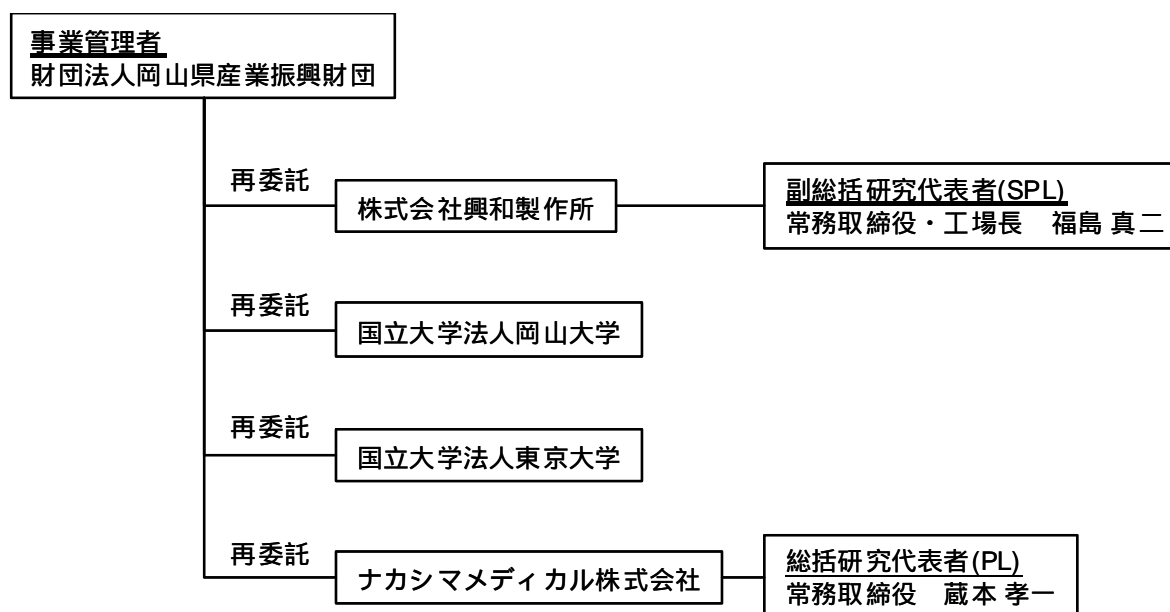 事業管理者
財団法人岡山県産業振興財団
再委託
株式会社興和製作所
副総括研究代表者(SPL)
常務取締役・工場長　福島 真二
再委託
国立大学法人岡山大学
再委託
国立大学法人東京大学
再委託
ナカシマメディカル株式会社
総括研究代表者(PL)
常務取締役　蔵本 孝一